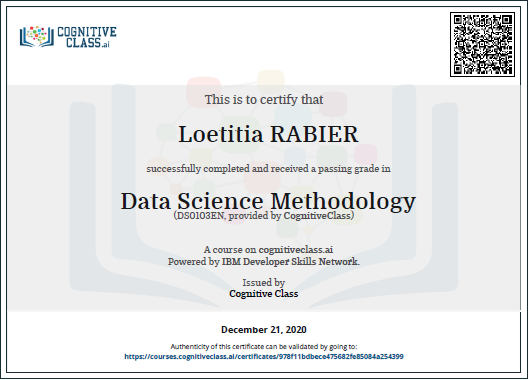 COGNITIVE
CLASS.ai
This is to certify that
Loetitia RABIER
successfully completed and received a passing grade in
Data Science Methodology
(DS0103EN, provided by CognitiveClass)
A course on cognitiveclass.ai
Powered by IBM Developer Skills Network.
Issued by
Cognitive Class
December 21, 2020
Authenticity of this certificate can be validated by going to:
https://courses.cognitiveclass.ai/certificates/978f11bdbece475682fe85084a254399